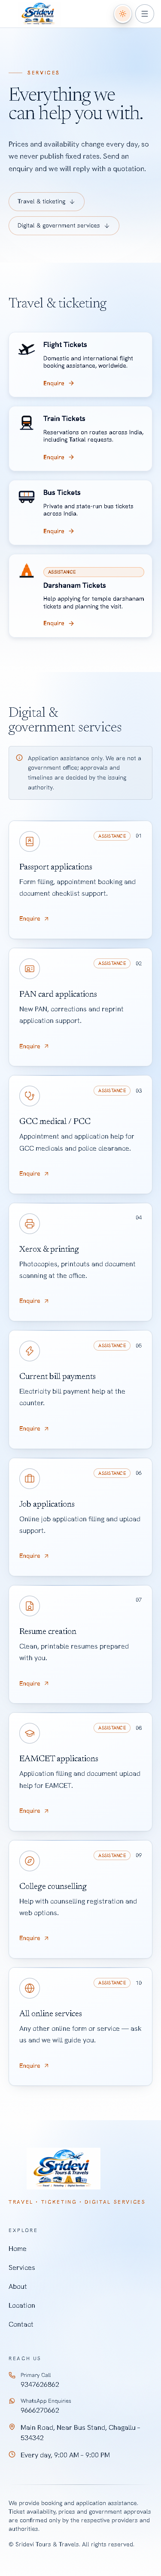 Sridevi
Tours & Travels
SERVICES
Everything we
can help you with.
Prices and availability change every day, so
we never publish fixed rates. Send an
enquiry and we will reply with a quotation.
Travel & ticketing ↓
Digital & government services ↓
Travel & ticketing
Flight Tickets
Domestic and international flight
booking assistance, worldwide.
Enquire →
Train Tickets
Reservations on routes across India,
including Tatkal requests.
Enquire →
Bus Tickets
Private and state-run bus tickets
across India.
Enquire →
ASSISTANCE
Darshanam Tickets
Help applying for temple darshanam
tickets and planning the visit.
Enquire →
Digital &
government services
Application assistance only. We are not a
government office; approvals and
timelines are decided by the issuing
authority.
ASSISTANCE 01
Passport applications
Form filling, appointment booking and
document checklist support.
Enquire ↗
ASSISTANCE 02
PAN card applications
New PAN, corrections and reprint
application support.
Enquire ↗
ASSISTANCE 03
GCC medical / PCC
Appointment and application help for
GCC medicals and police clearance.
Enquire ↗
04
Xerox & printing
Photocopies, printouts and document
scanning at the office.
Enquire ↗
ASSISTANCE 05
Current bill payments
Electricity bill payment help at the
counter.
Enquire ↗
ASSISTANCE 06
Job applications
Online job application filling and upload
support.
Enquire ↗
07
Resume creation
Clean, printable resumes prepared
with you.
Enquire ↗
ASSISTANCE 08
EAMCET applications
Application filling and document upload
help for EAMCET.
Enquire ↗
ASSISTANCE 09
College counselling
Help with counselling registration and
web options.
Enquire ↗
ASSISTANCE 10
All online services
Any other online form or service — ask
us and we will guide you.
Enquire ↗
Sridevi
Tours & Travels
TRAVEL • TICKETING • DIGITAL SERVICES
EXPLORE
Home
Services
About
Location
Contact
REACH US
Primary Call
9347626862
WhatsApp Enquiries
9666270662
Main Road, Near Bus Stand, Chagallu –
534342
Every day, 9:00 AM – 9:00 PM
We provide booking and application assistance.
Ticket availability, prices and government approvals
are confirmed only by the respective providers and
authorities.
© Sridevi Tours & Travels. All rights reserved.